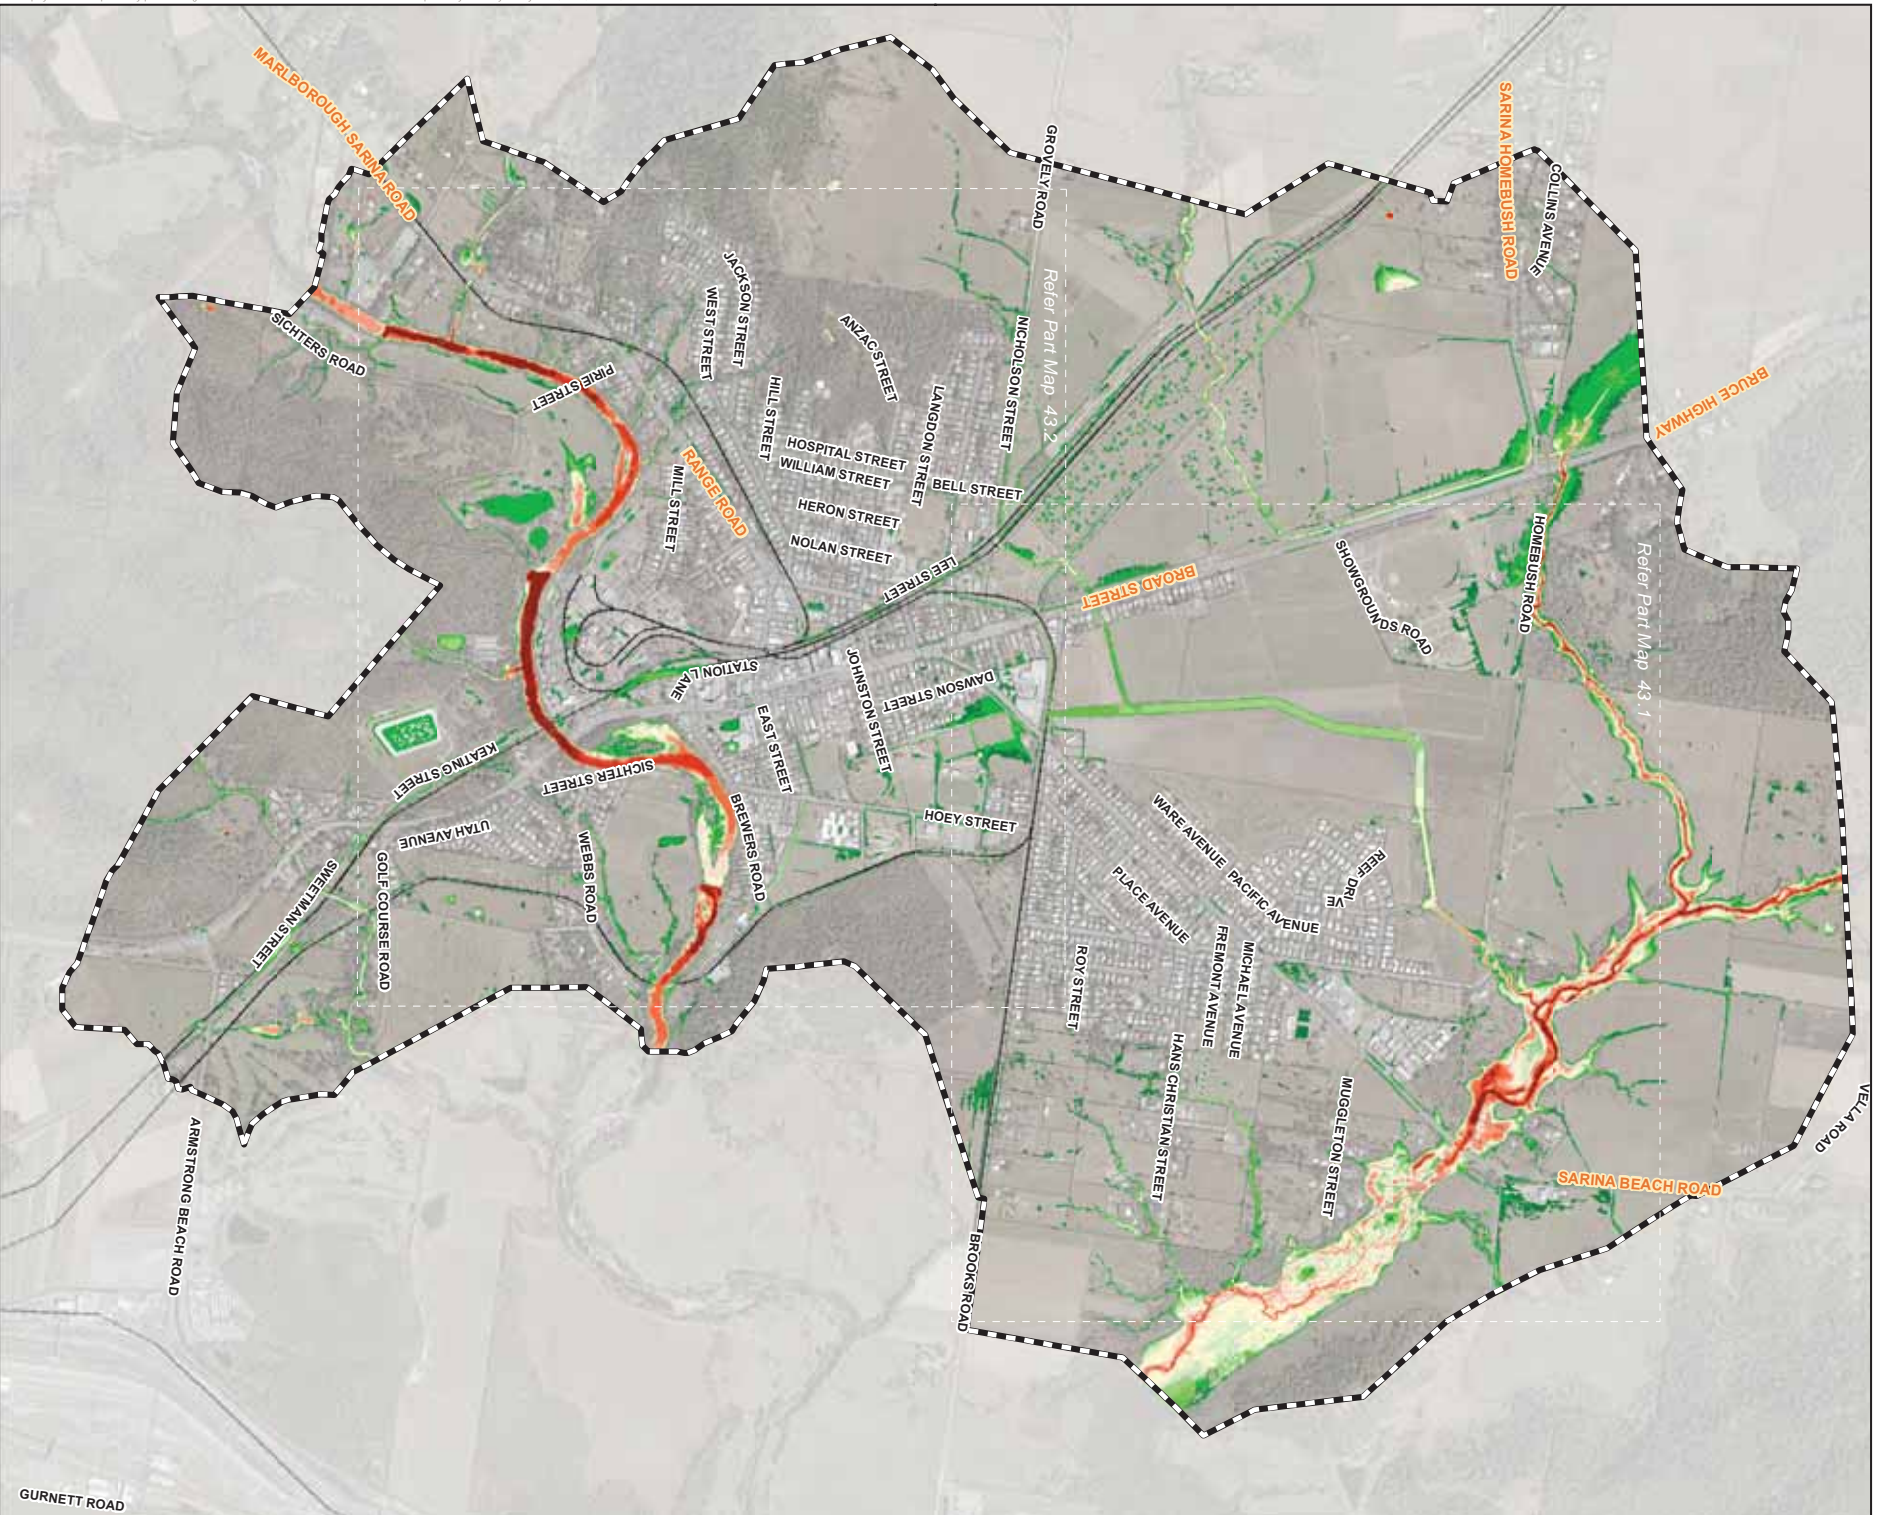 MARLBOROUGH SARINA ROAD
GROVELY ROAD
SARINA HOMEBUSH ROAD
COLLINS AVENUE
JACKSON STREET
WEST STREET
Refer Part Map 43.2
SICHTERS ROAD
ANZAC STREET
NICHOLSON STREET
PIRIE STREET
HILL STREET
LANGDON STREET
BRUCE HIGHWAY
HOSPITAL STREET
WILLIAM STREET
RANGE ROAD
MILL STREET
BELL STREET
HERON STREET
NOLAN STREET
LEE STREET
BROAD STREET
SHOWGROUNDS ROAD
HOMEBUSH ROAD
Refer Part Map 43.1
STATION LANE
JOHNSTON STREET
DAWSON STREET
EAST STREET
KEATING STREET
SICHTER STREET
BREWERS ROAD
HOEY STREET
WARE AVENUE
UTAH AVENUE
WEBBS ROAD
GOLF COURSE ROAD
SWEETMAN STREET
PLACE AVENUE
PACIFIC AVENUE
REEF DRIVE
ROY STREET
FREMONT AVENUE
MICHAEL AVENUE
HANS CHRISTIAN STREET
MUGGLETON STREET
VELLA ROAD
SARINA BEACH ROAD
ARMSTRONG BEACH ROAD
BROOKS ROAD
GURNETT ROAD